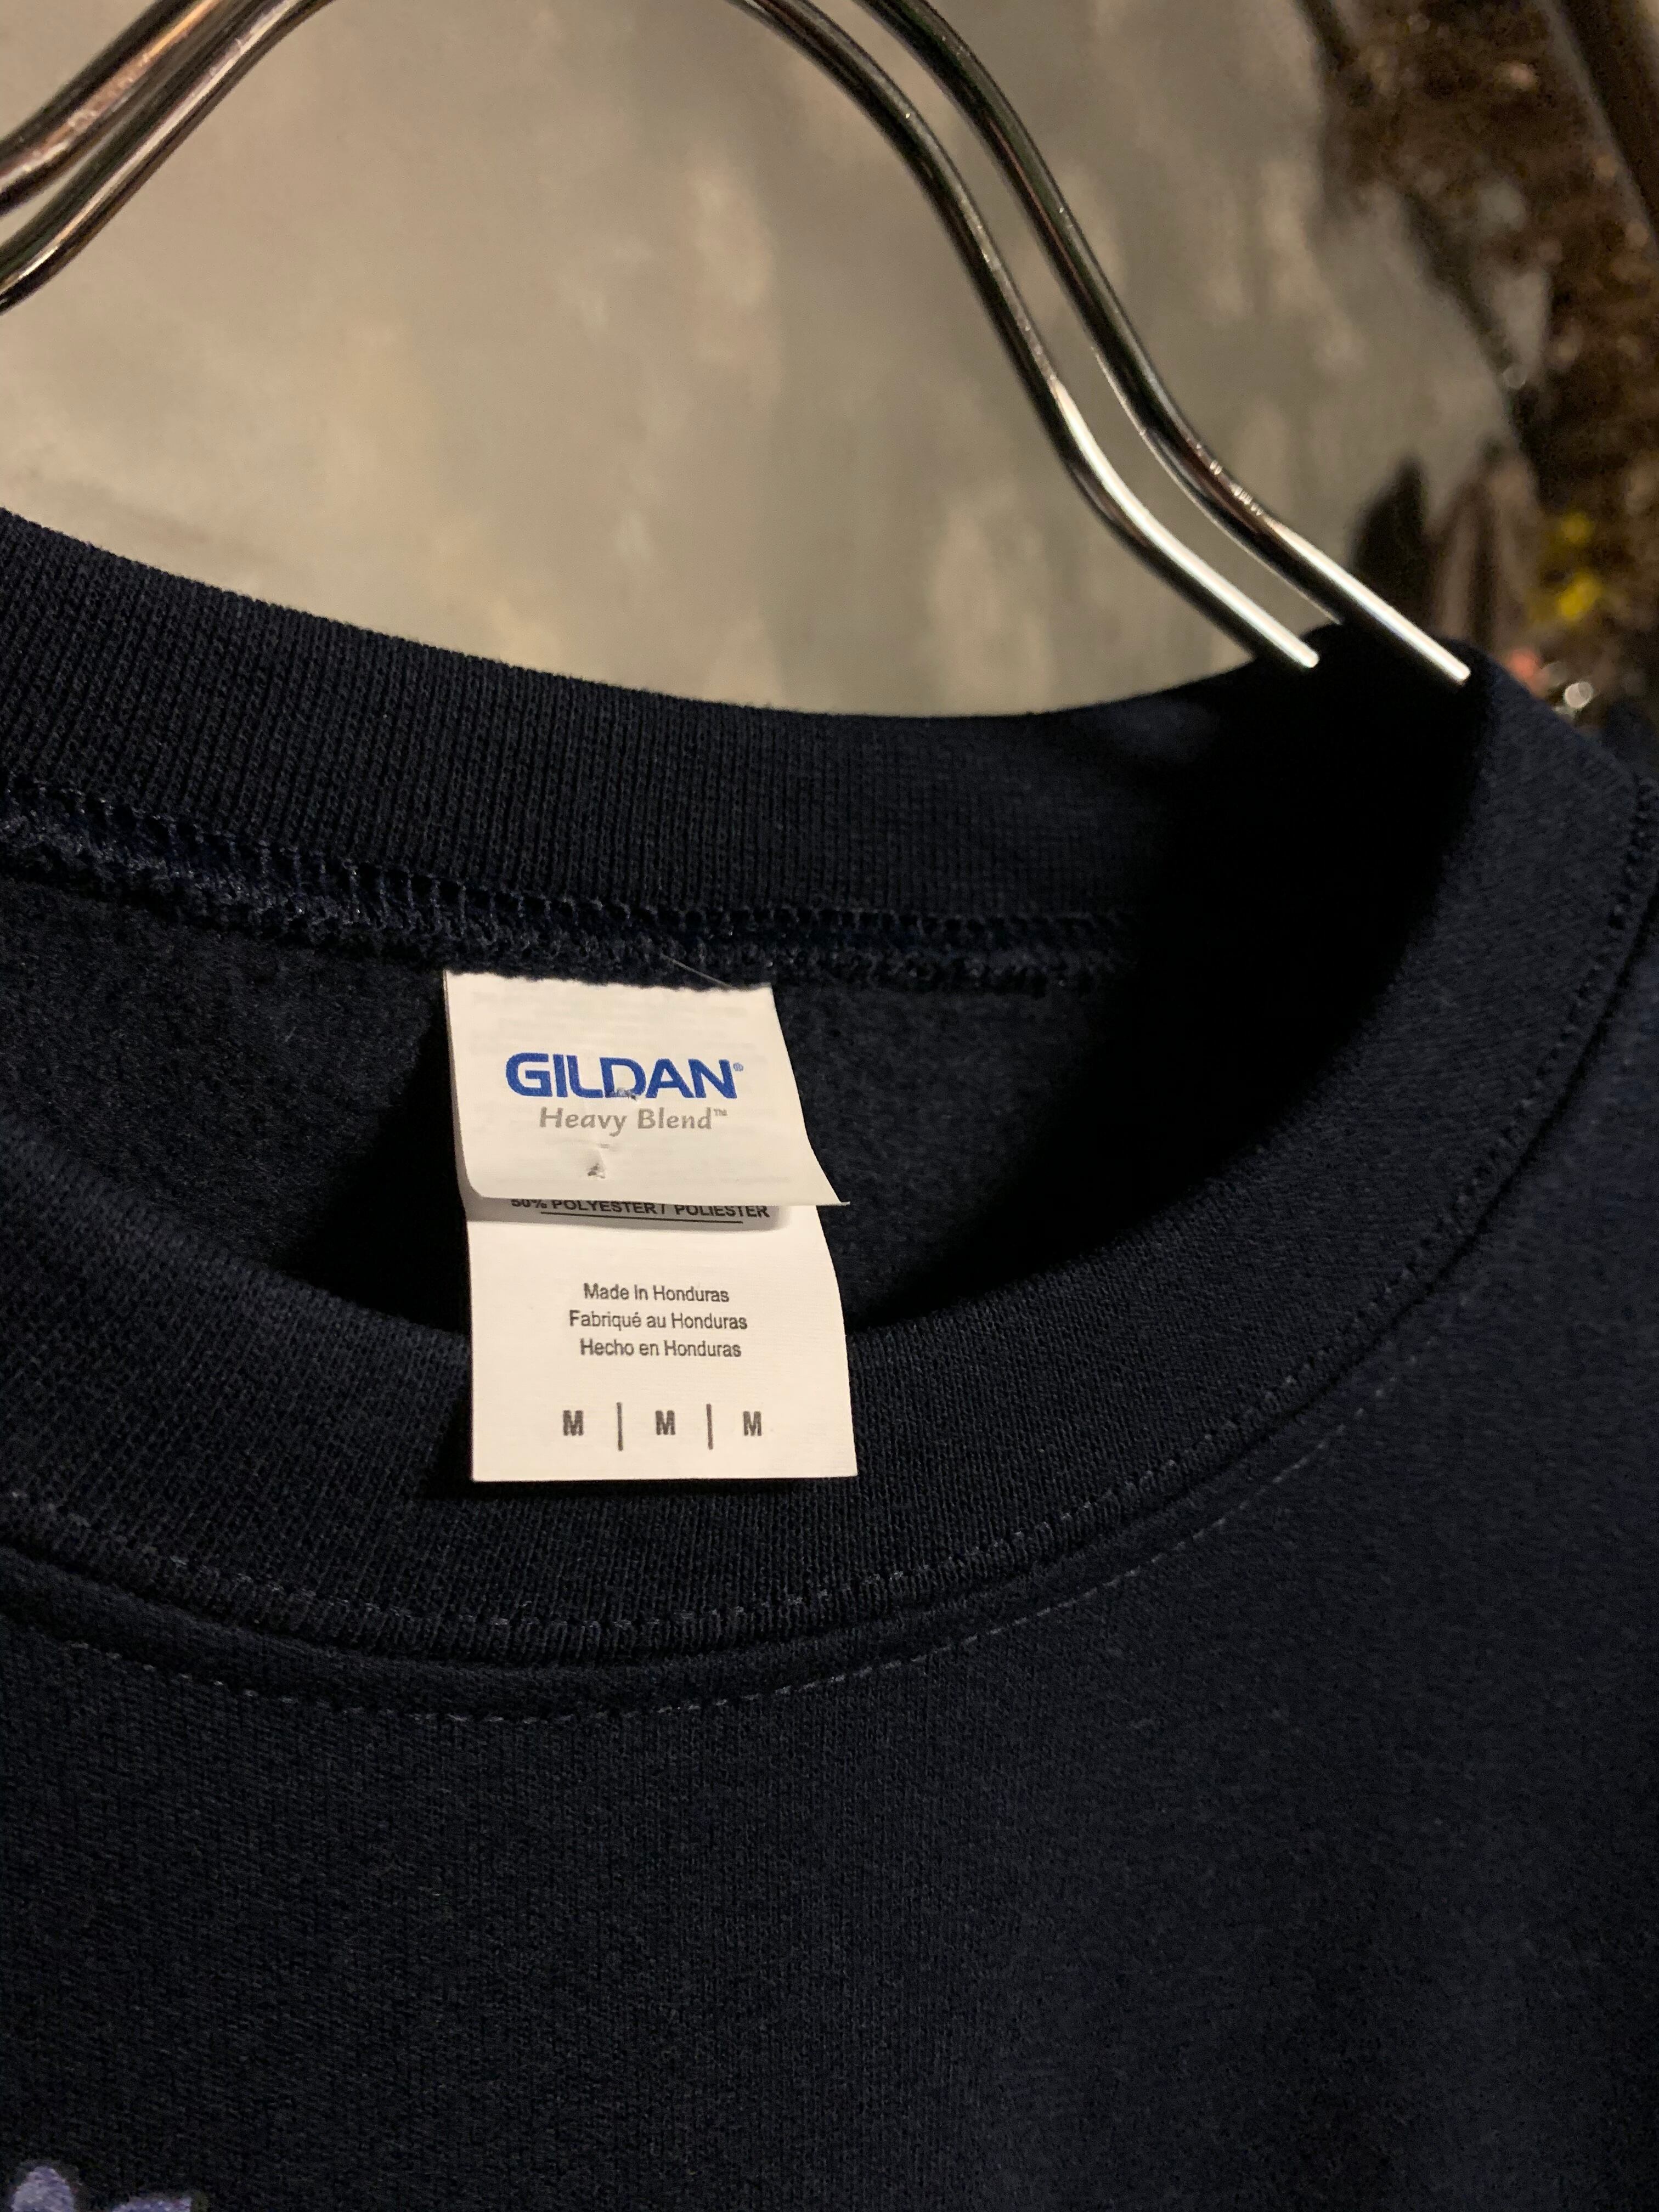 GILDAN®
Heavy Blend™
50% POLYESTER / POLIESTER
Made in Honduras
Fabriqué au Honduras
Hecho en Honduras
M | M | M